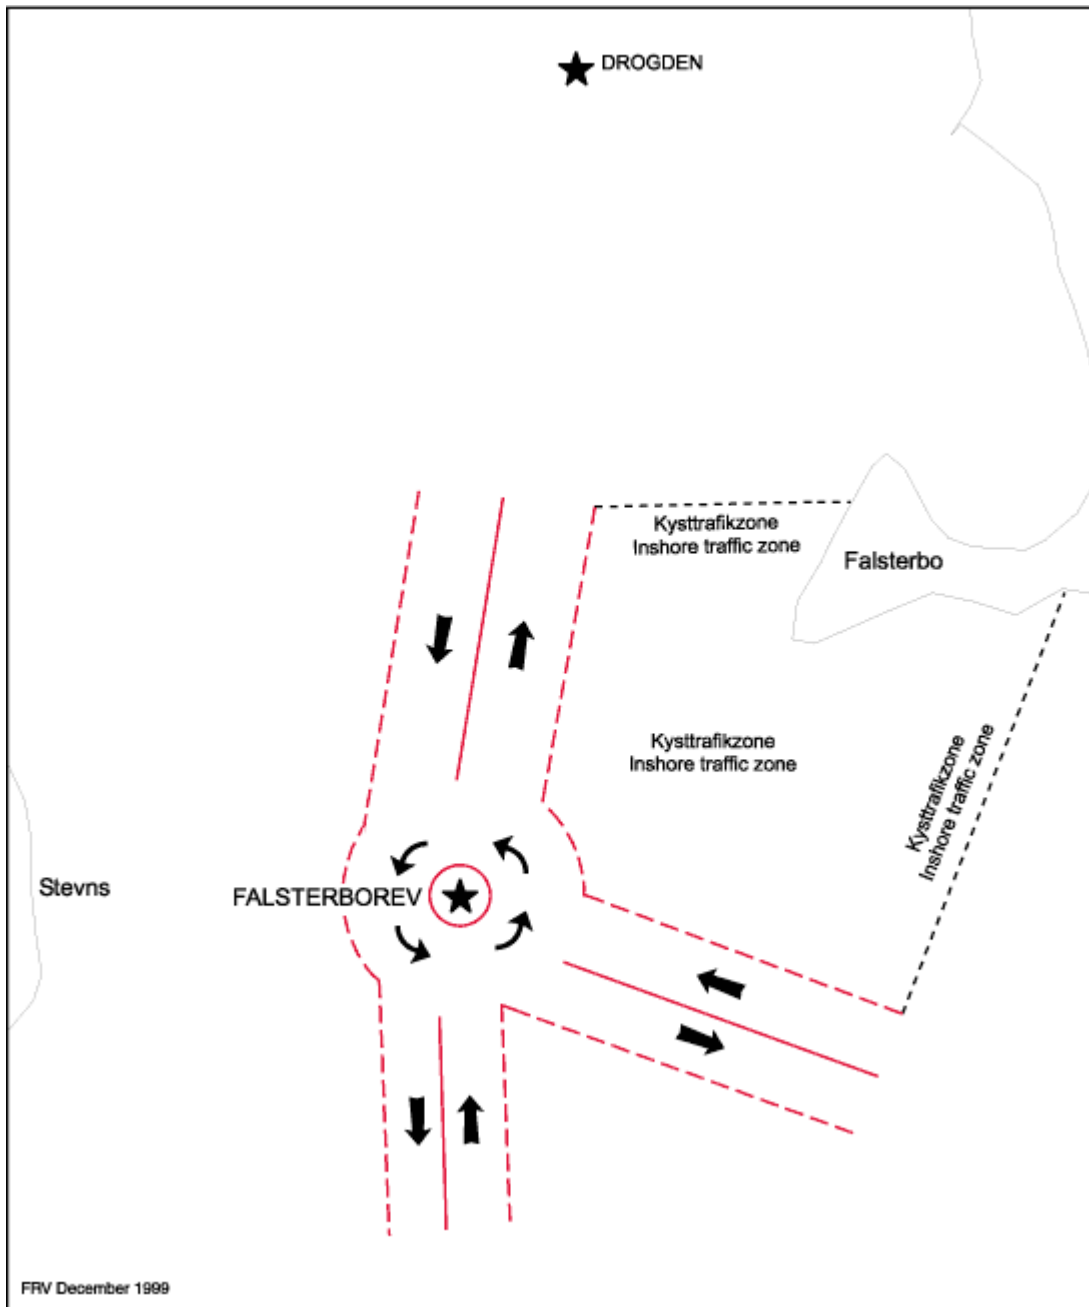 DROGDEN
Kysttrafikzone
Inshore traffic zone
Falsterbo
Kysttrafikzone
Inshore traffic zone
Kysttrafikzone
Inshore traffic zone
Stevns
FALSTERBOREV
FRV December 1999